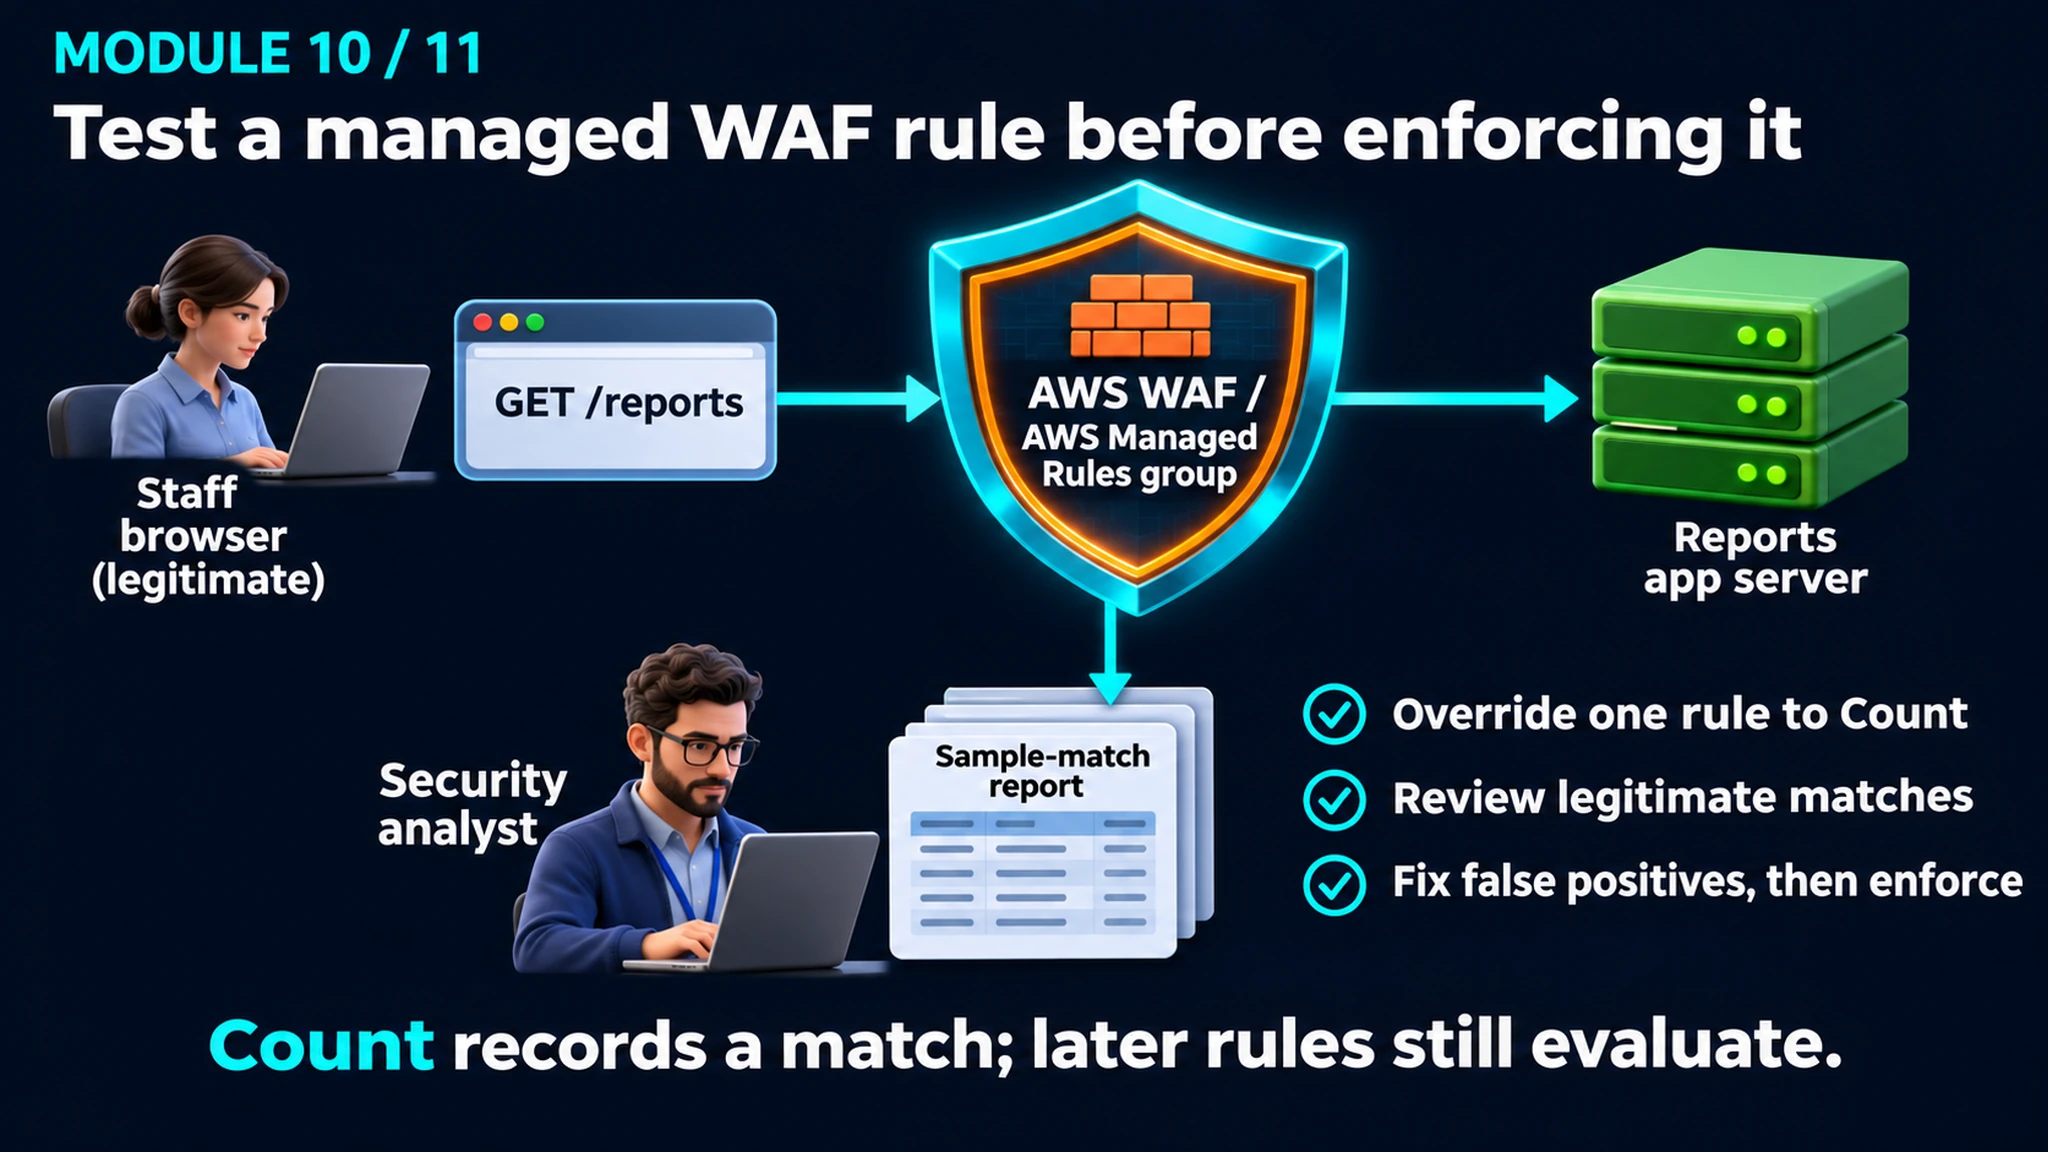 MODULE 10 / 11
Test a managed WAF rule before enforcing it
GET /reports
AWS WAF /
AWS Managed
Rules group
Staff
browser
(legitimate)
Reports
app server
Security
analyst
Sample-match
report
Override one rule to Count
Review legitimate matches
Fix false positives, then enforce
Count records a match; later rules still evaluate.